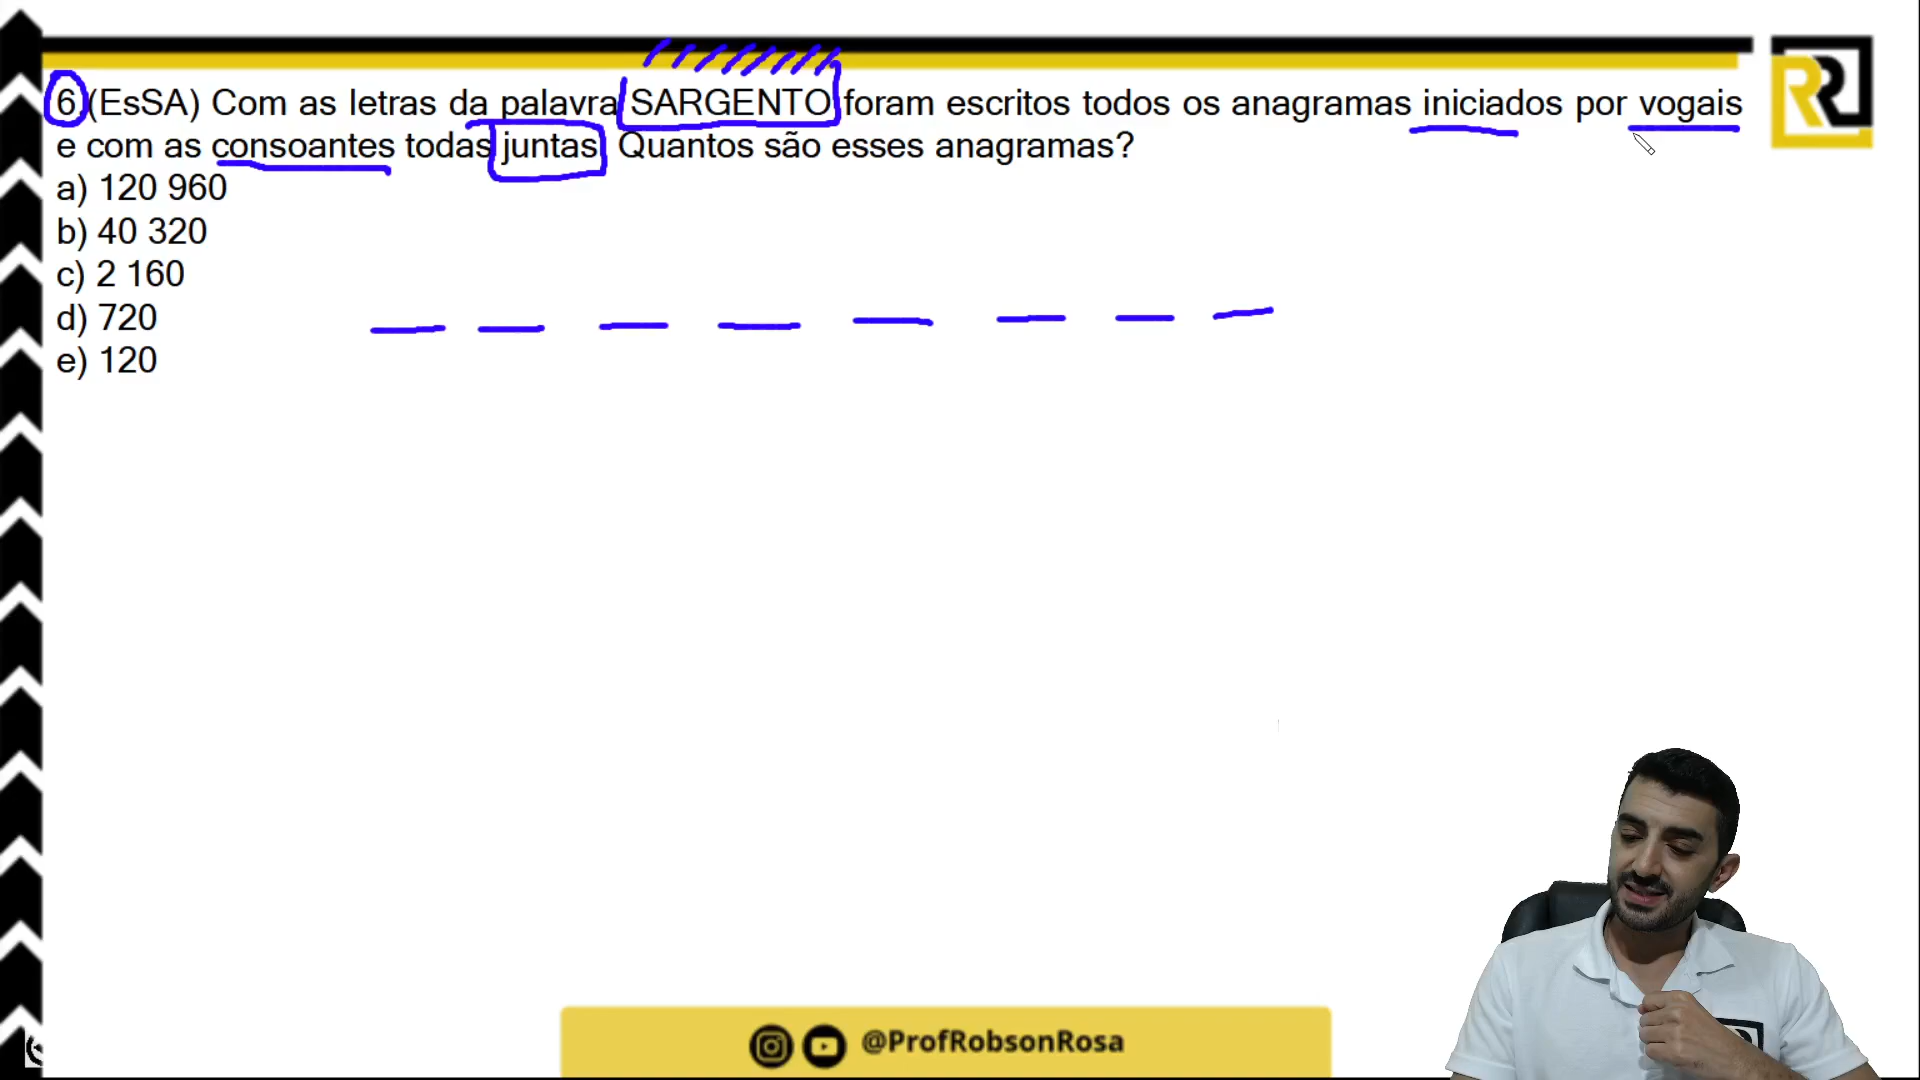 6 (EsSA) Com as letras da palavra SARGENTO foram escritos todos os anagramas iniciados por vogais
e com as consoantes todas juntas Quantos são esses anagramas?
a) 120 960
b) 40 320
c) 2 160
d) 720
e) 120
@ProfRobsonRosa